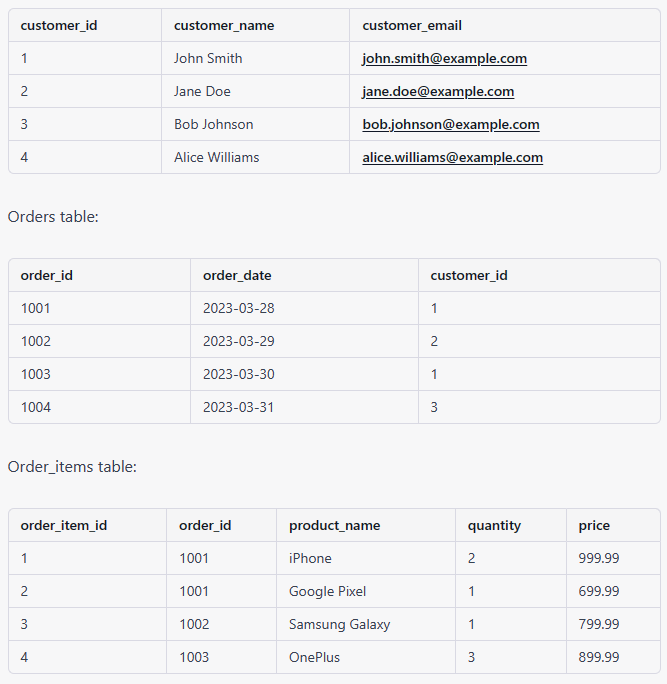 customer_id customer_name customer_email
1 John Smith john.smith@example.com
2 Jane Doe jane.doe@example.com
3 Bob Johnson bob.johnson@example.com
4 Alice Williams alice.williams@example.com
Orders table:
order_id order_date customer_id
1001 2023-03-28 1
1002 2023-03-29 2
1003 2023-03-30 1
1004 2023-03-31 3
Order_items table:
order_item_id order_id product_name quantity price
1 1001 iPhone 2 999.99
2 1001 Google Pixel 1 699.99
3 1002 Samsung Galaxy 1 799.99
4 1003 OnePlus 3 899.99